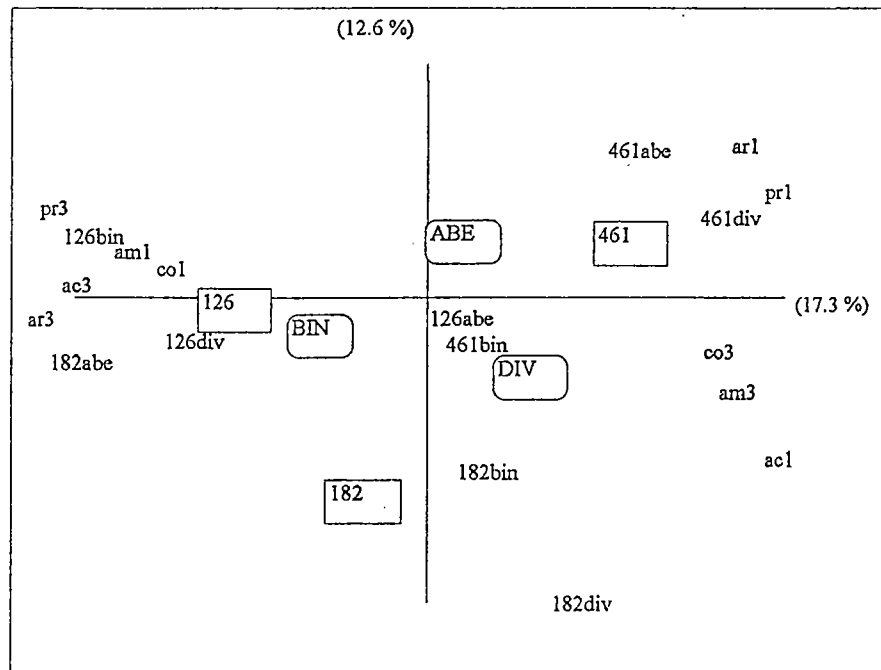 (12.6 %)
461abe
ar1
pr1
pr3
461div
ABE
461
126bin
am1
co1
ac3
126
(17.3 %)
ar3
BIN
126abe
126div
461bin
182abe
DIV
co3
am3
ac1
182bin
182
182div